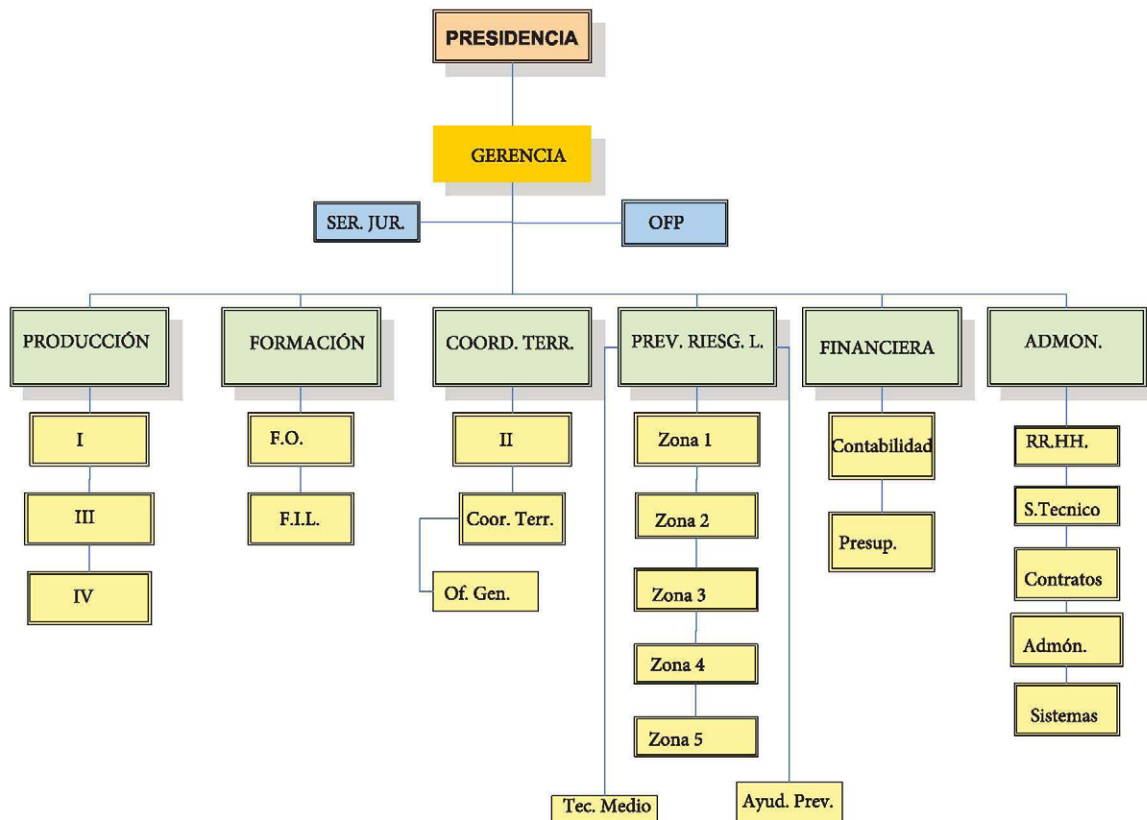 PRESIDENCIA
GERENCIA
SER. JUR.
OFP
PRODUCCIÓN
FORMACIÓN
COORD. TERR.
PREV. RIESG. L.
FINANCIERA
ADMON.
I
III
IV
F.O.
F.I.L.
II
Coor. Terr.
Of. Gen.
Zona 1
Zona 2
Zona 3
Zona 4
Zona 5
Tec. Medio
Ayud. Prev.
Contabilidad
Presup.
RR.HH.
S.Tecnico
Contratos
Admón.
Sistemas